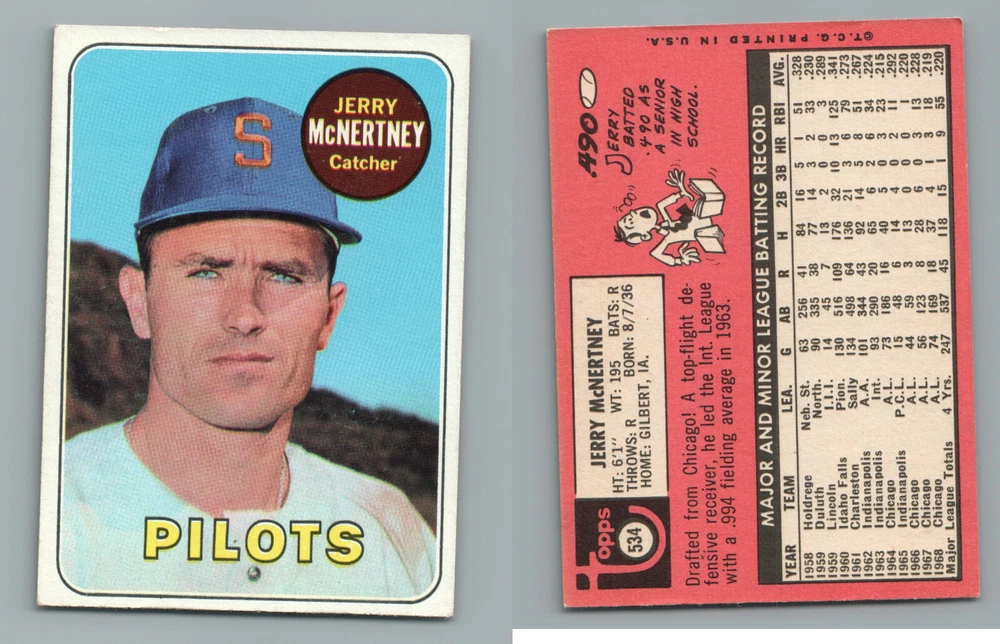 S
JERRY
McNERTNEY
Catcher
PILOTS
topps
534
JERRY McNERTNEY
HT: 6'1" WT: 195 BATS: R
THROWS: R BORN: 8/7/36
HOME: GILBERT, IA.
.490
JERRY
BATTED
.490 AS
A SENIOR
IN HIGH
SCHOOL.
Drafted from Chicago! A top-flight de-
fensive receiver, he led the Int. League
with a .994 fielding average in 1963.
MAJOR AND MINOR LEAGUE BATTING RECORD
YEAR TEAM LEA. G AB R H 2B 3B HR RBI AVG.
1958 Holdrege Neb. St. 63 256 41 84 16 5 1 51 .328
1959 Duluth North. 90 335 38 77 14 3 2 33 .230
1959 Lincoln I.I.I. 14 45 7 13 2 0 0 3 .289
1960 Idaho Falls Pion. 130 516 109 176 32 10 13 125 .341
1961 Charleston Sally 134 498 64 136 21 3 6 79 .273
1962 Indianapolis A.A. 101 344 43 92 14 5 8 51 .267
1963 Indianapolis Int. 93 290 20 65 6 2 3 34 .224
1964 Chicago A.L. 73 186 16 40 5 0 3 23 .215
1965 Indianapolis P.C.L. 15 48 6 14 4 0 2 11 .292
1966 Chicago A.L. 44 59 3 13 0 0 0 1 .220
1967 Chicago A.L. 56 123 8 28 6 0 3 13 .228
1968 Chicago A.L. 74 169 18 37 4 1 3 18 .219
Major League Totals 4 Yrs. 247 537 45 118 15 1 9 55 .220
©T.C.G. PRINTED IN U.S.A.